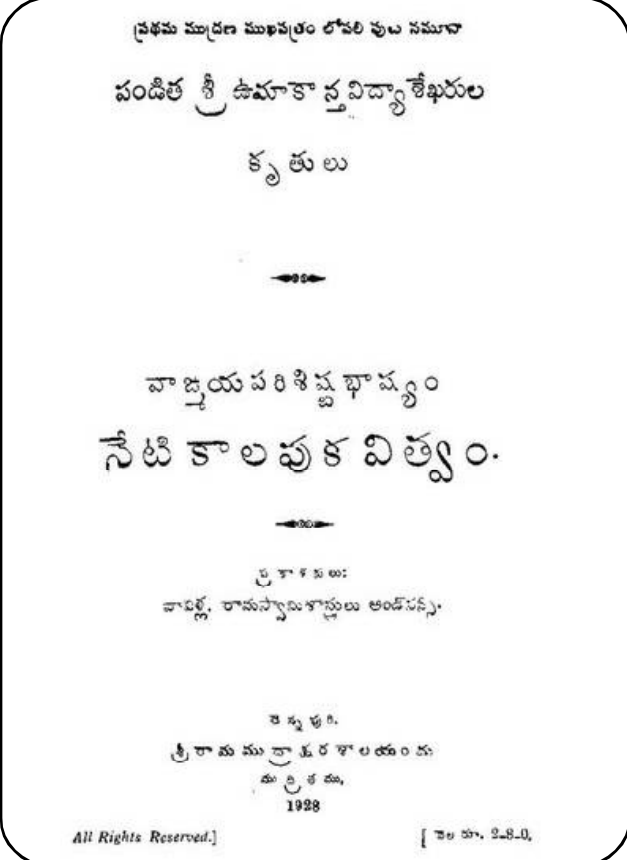 ప్రథమ ముద్రణ ముఖపత్రం లోపలి పుట నమూనా
పండిత శ్రీ ఉమాకాన్తవిద్యాశేఖరుల
కృతులు
వాఙ్మయపరిశిష్టభాష్యం
నేటికాలపుకవిత్వం.
ప్రకాశకులు:
వావిళ్ల. రామస్వామిశాస్త్రులు అండ్‌సన్స్.
చెన్నపురి.
శ్రీరామముద్రాక్షరశాలయందు
ముద్రితము.
1928
All Rights Reserved.]
[ వెల రూ. 2-8-0.